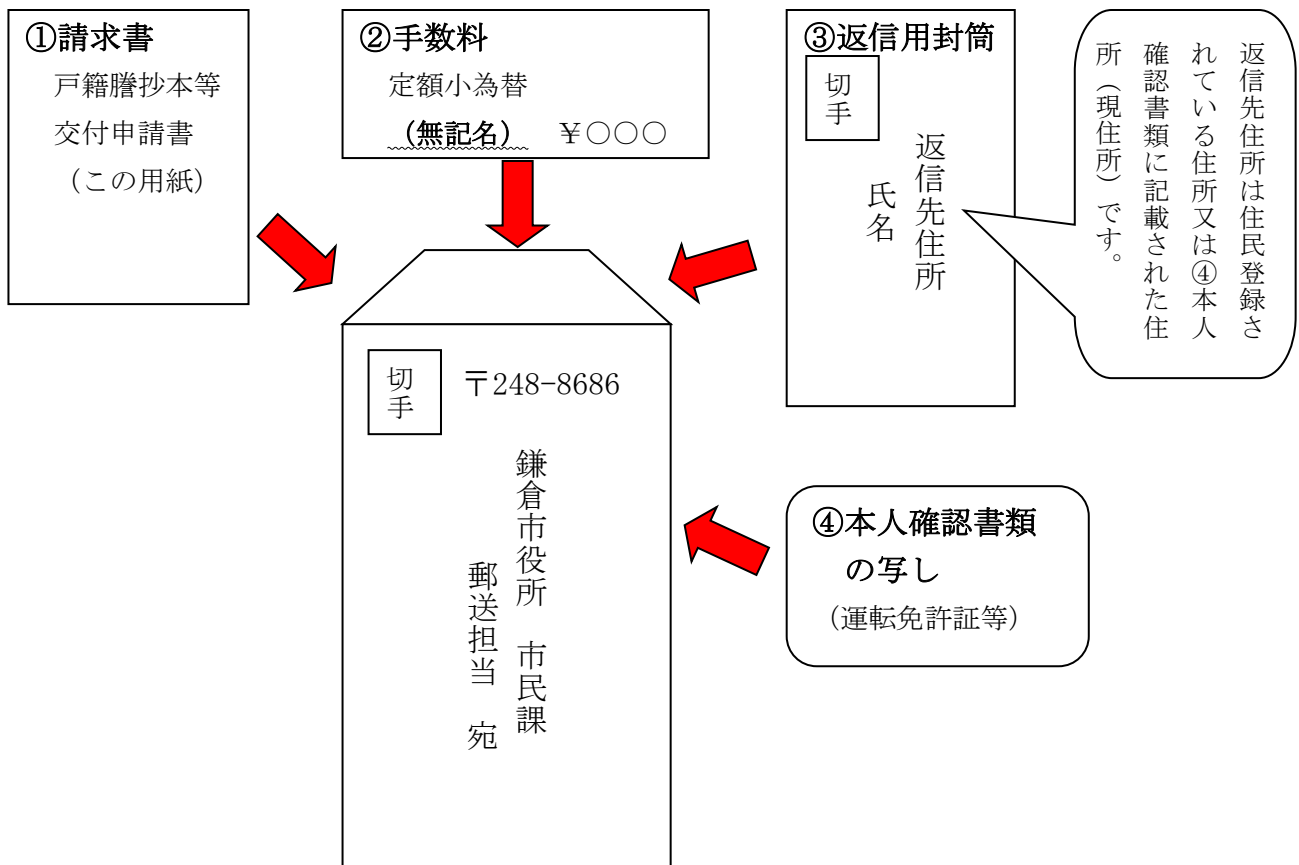 ①請求書
戸籍謄抄本等
交付申請書
（この用紙）
②手数料
定額小為替
(無記名)　￥○○○
③返信用封筒
切手
返信先住所
氏名
返信先住所は住民登録さ
れている住所又は④本人
確認書類に記載された住
所（現住所）です。
切手
〒248-8686
鎌倉市役所　市民課
郵送担当　宛
④本人確認書類
の写し
（運転免許証等）